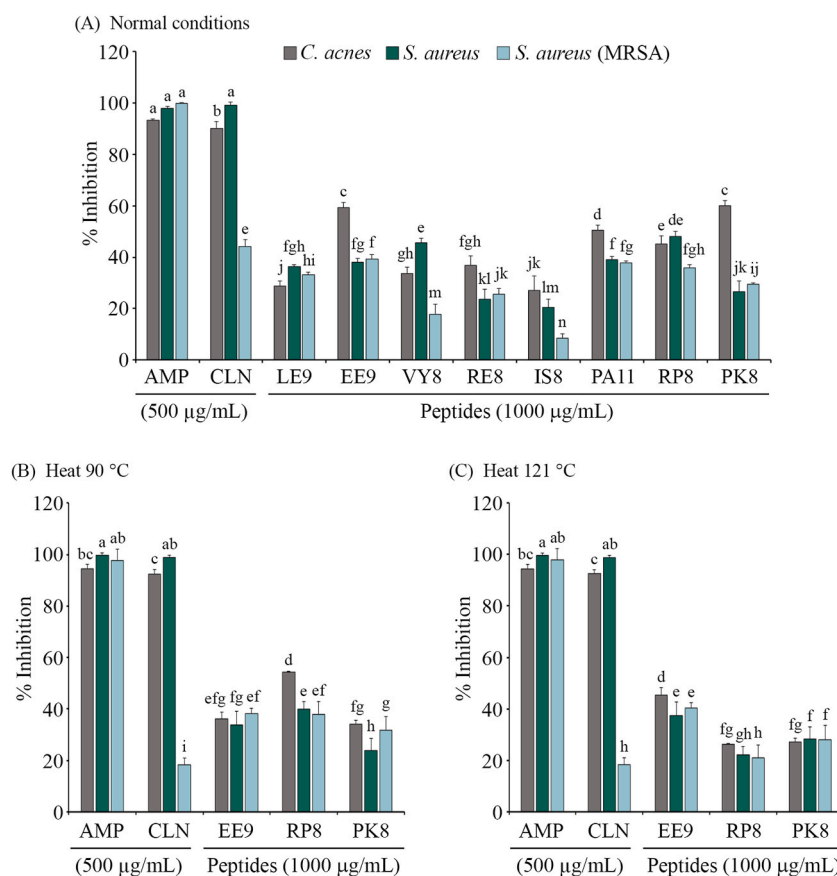 (A) Normal conditions
C. acnes S. aureus S. aureus (MRSA)
% Inhibition
120
100
80
60
40
20
0
a a a
b a e
j fgh hi
c fg f
gh e m
fgh kl jk
jk lm n
d f fg
e de fgh
c jk ij
AMP CLN LE9 EE9 VY8 RE8 IS8 PA11 RP8 PK8
(500 µg/mL) Peptides (1000 µg/mL)
(B) Heat 90 °C
% Inhibition
120
100
80
60
40
20
0
bc a ab
c ab i
efg fg ef
d e ef
fg h g
AMP CLN EE9 RP8 PK8
(500 µg/mL) Peptides (1000 µg/mL)
(C) Heat 121 °C
% Inhibition
120
100
80
60
40
20
0
bc a ab
c ab h
d e e
fg gh h
fg f f
AMP CLN EE9 RP8 PK8
(500 µg/mL) Peptides (1000 µg/mL)